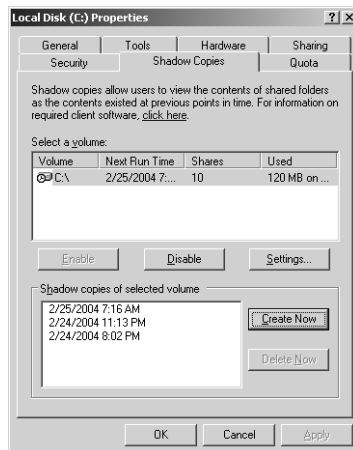 Local Disk (C:) Properties
General Tools Hardware Sharing
Security Shadow Copies Quota
Shadow copies allow users to view the contents of shared folders
as the contents existed at previous points in time. For information on
required client software, click here.
Select a volume:
Volume Next Run Time Shares Used
C:\ 2/25/2004 7:... 10 120 MB on ...
Enable Disable Settings...
Shadow copies of selected volume
2/25/2004 7:16 AM
2/24/2004 11:13 PM
2/24/2004 8:02 PM
Create Now
Delete Now
OK Cancel Apply